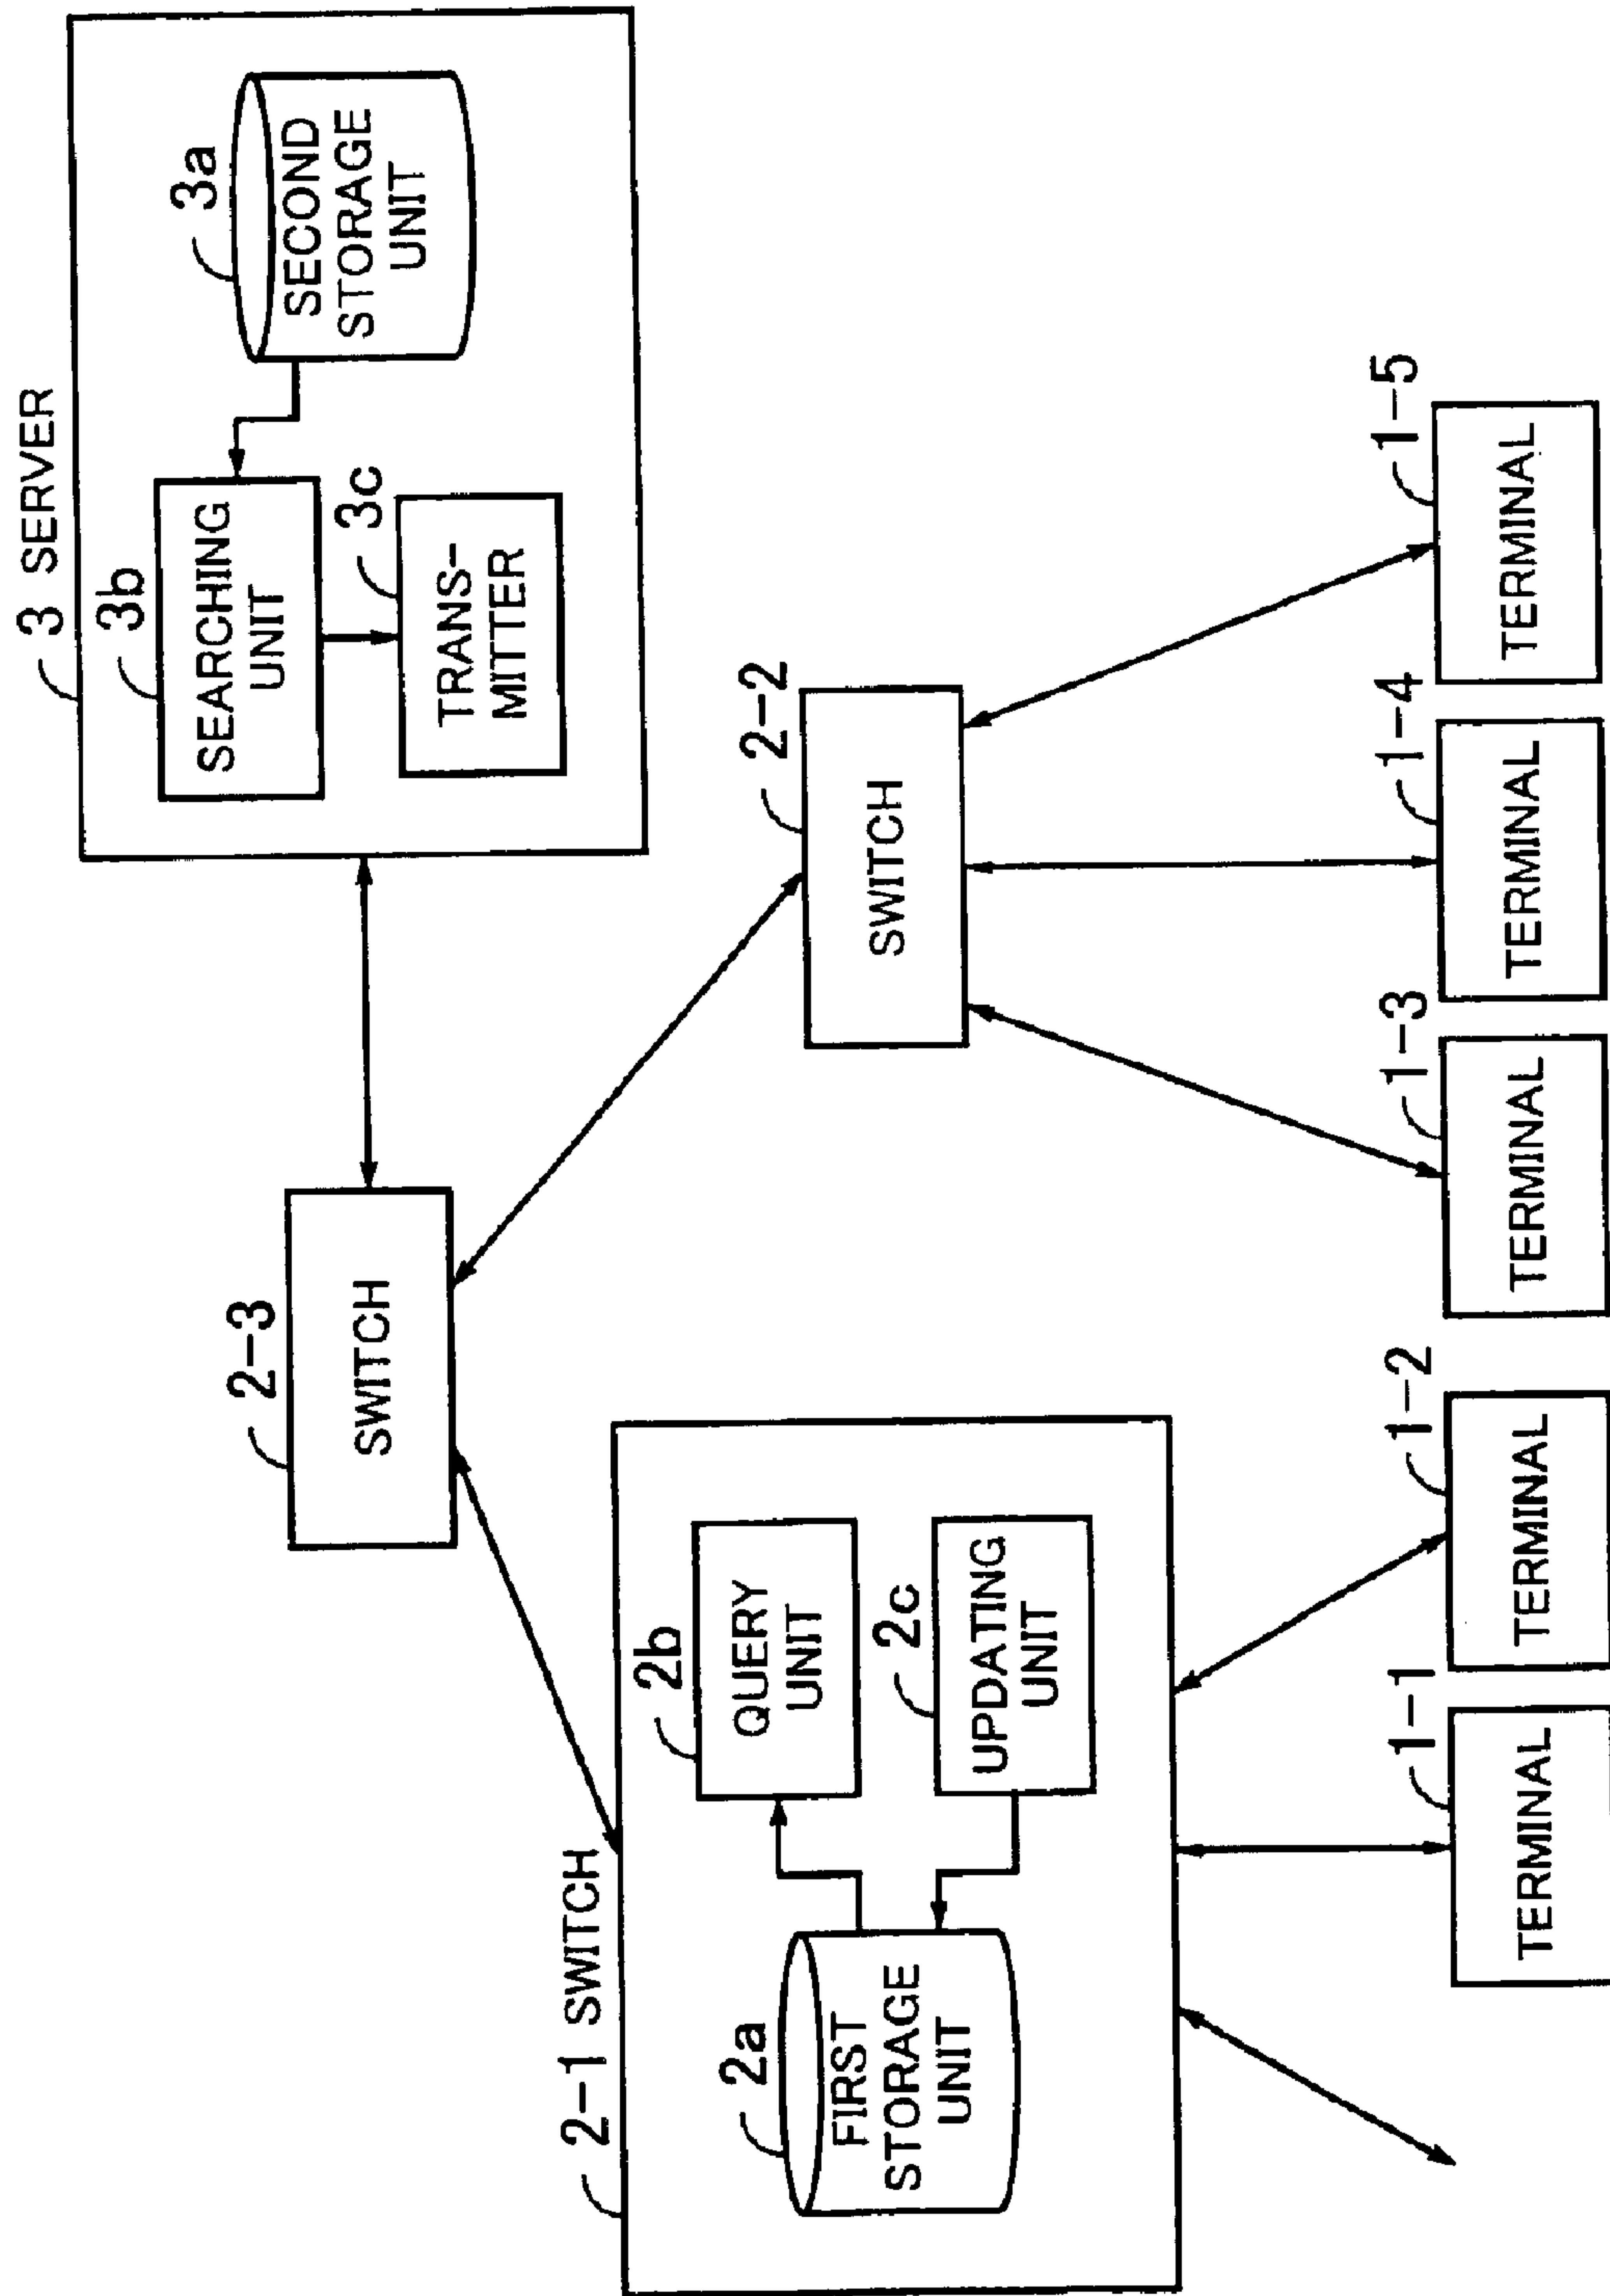 3 SERVER
3b
SEARCHING
UNIT
3a
SECOND
STORAGE
UNIT
3c
TRANS-
MITTER
2-3
SWITCH
2-2
SWITCH
2-1 SWITCH
2a
FIRST
STORAGE
UNIT
2b
QUERY
UNIT
2c
UPDATING
UNIT
1-1
TERMINAL
1-2
TERMINAL
1-3
TERMINAL
1-4
TERMINAL
1-5
TERMINAL